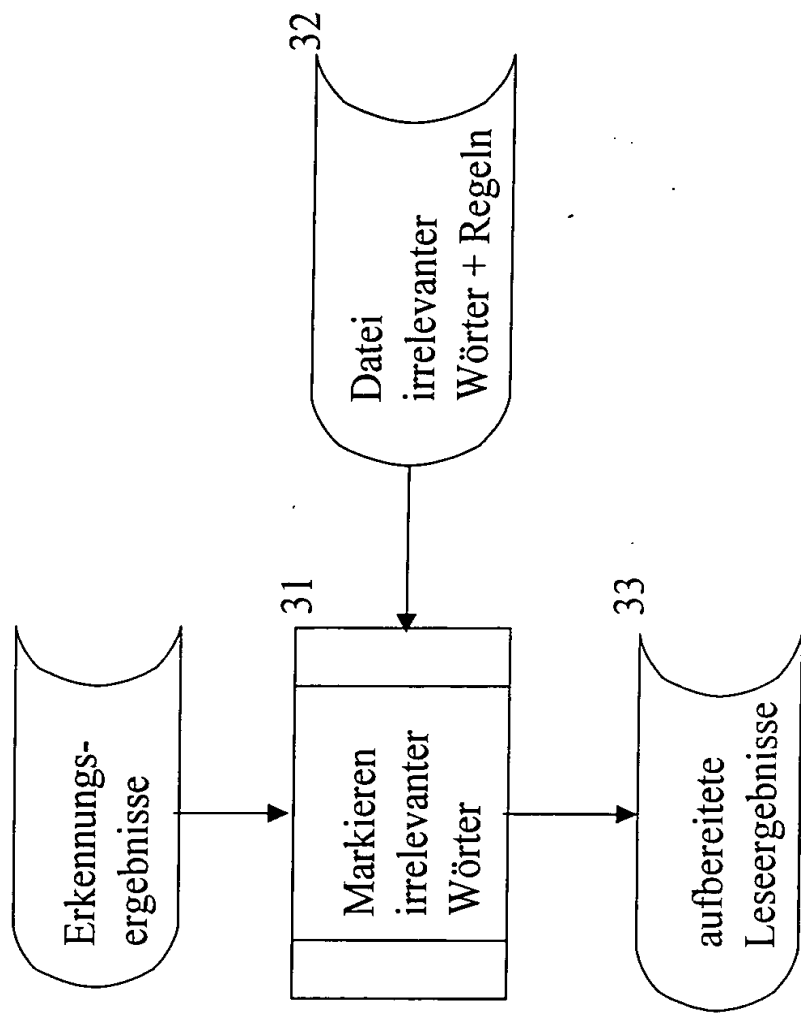 Erkennungs-
ergebnisse
31
Markieren
irrelevanter
Wörter
32
Datei
irrelevanter
Wörter + Regeln
33
aufbereitete
Leseergebnisse